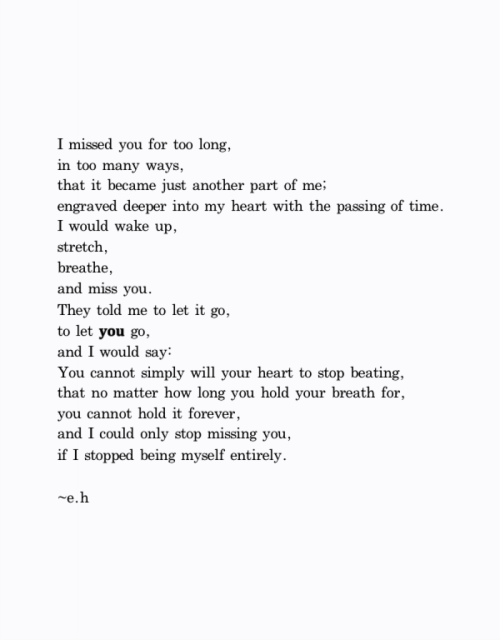 I missed you for too long,
in too many ways,
that it became just another part of me;
engraved deeper into my heart with the passing of time.
I would wake up,
stretch,
breathe,
and miss you.
They told me to let it go,
to let you go,
and I would say:
You cannot simply will your heart to stop beating,
that no matter how long you hold your breath for,
you cannot hold it forever,
and I could only stop missing you,
if I stopped being myself entirely.
~e.h